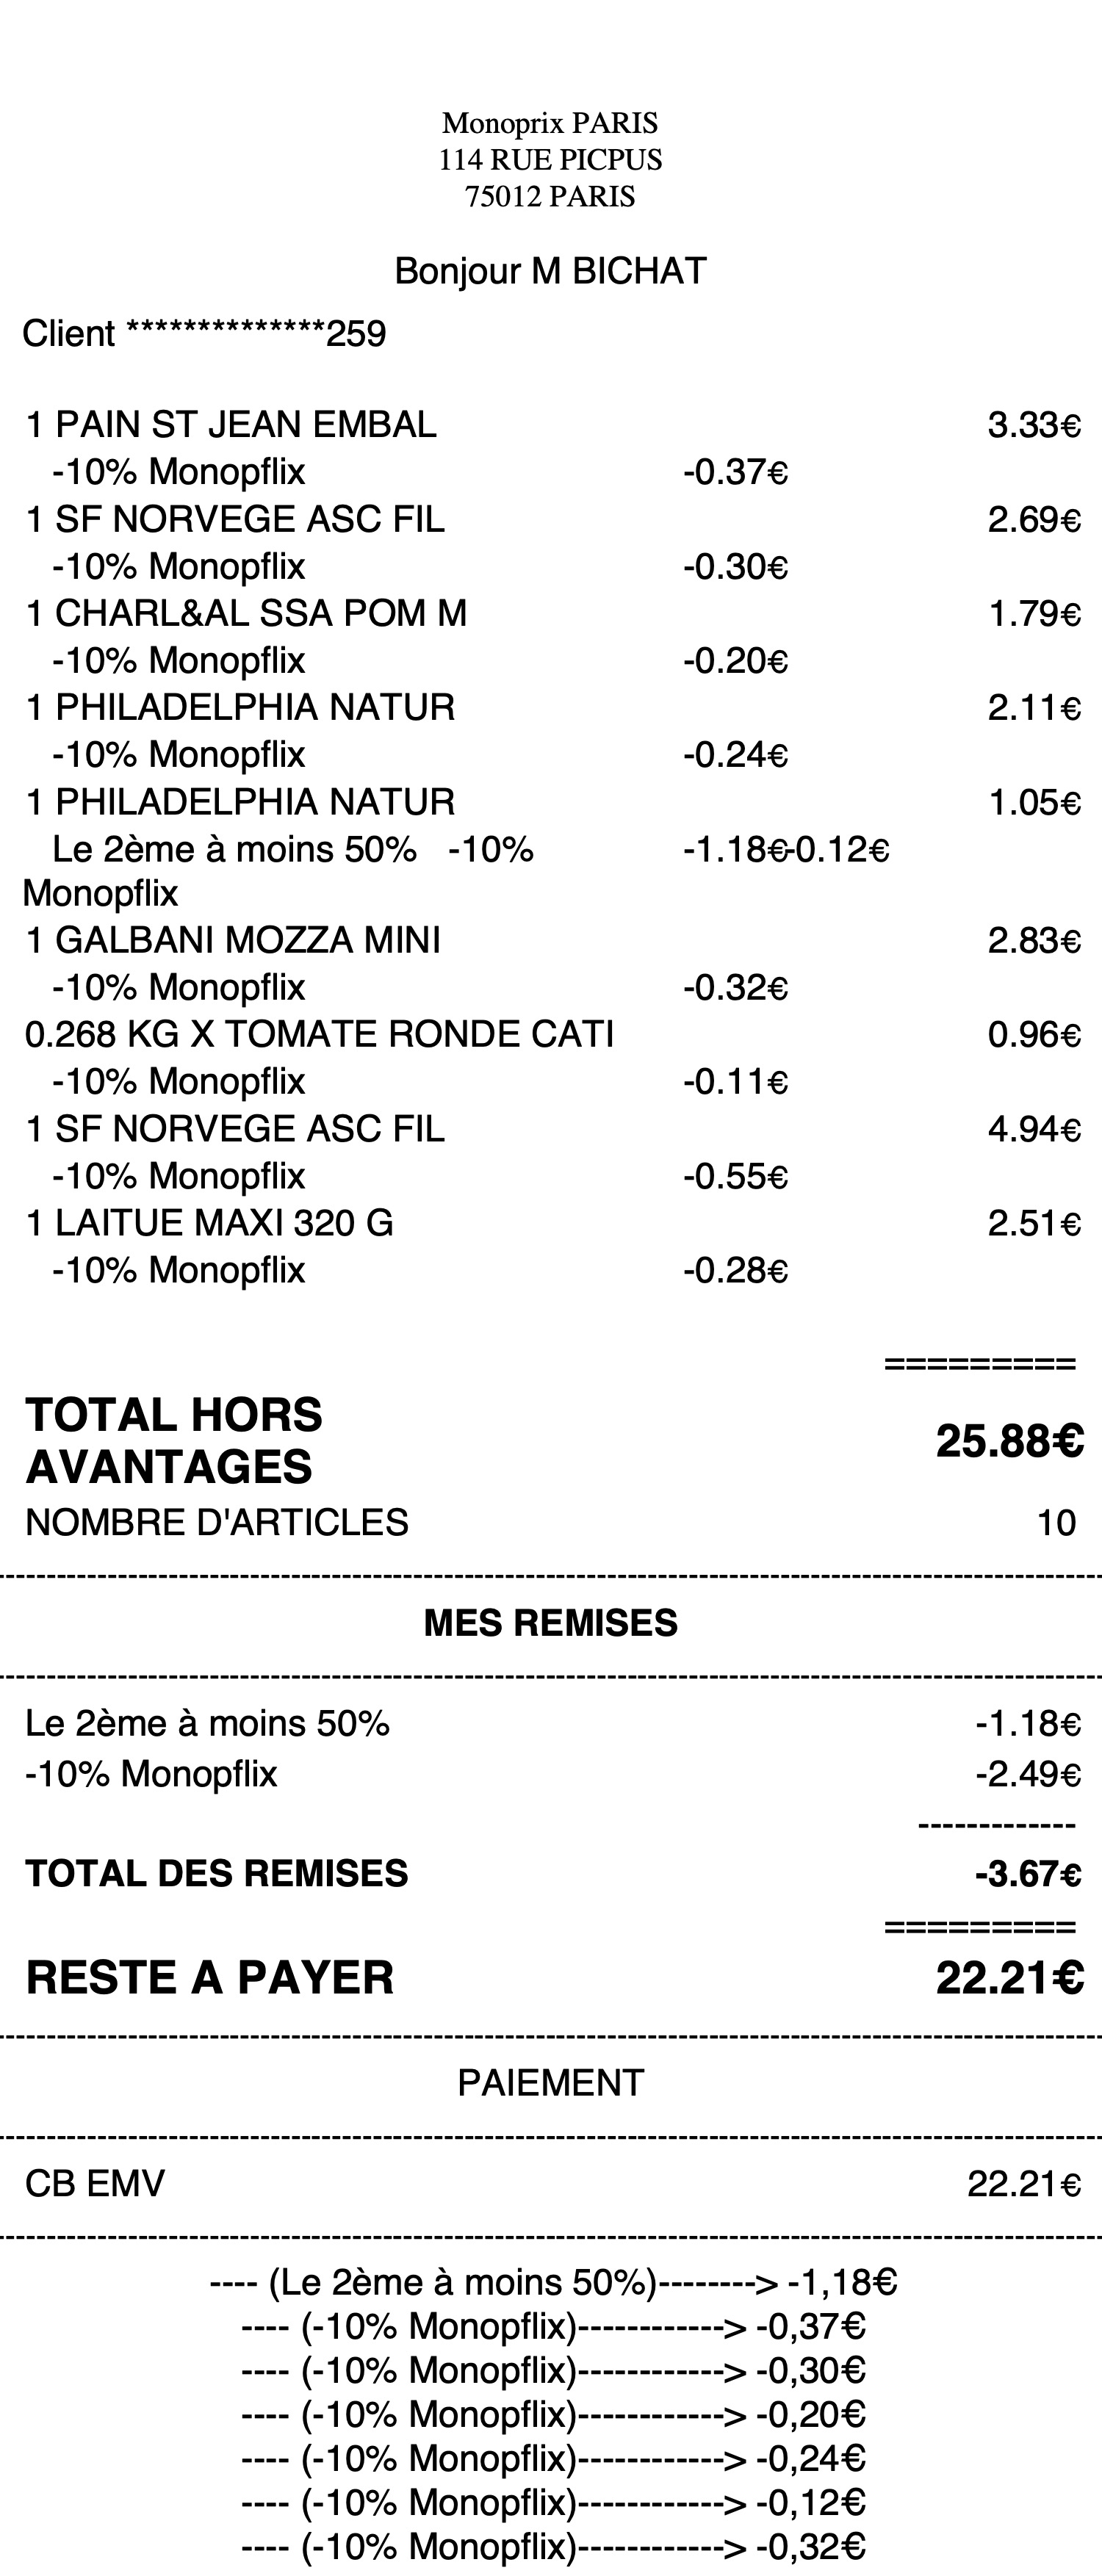 Monoprix PARIS
114 RUE PICPUS
75012 PARIS
Bonjour M BICHAT
Client **************259
1 PAIN ST JEAN EMBAL 3.33€
-10% Monopflix -0.37€
1 SF NORVEGE ASC FIL 2.69€
-10% Monopflix -0.30€
1 CHARL&AL SSA POM M 1.79€
-10% Monopflix -0.20€
1 PHILADELPHIA NATUR 2.11€
-10% Monopflix -0.24€
1 PHILADELPHIA NATUR 1.05€
Le 2ème à moins 50% -10% -1.18€-0.12€
Monopflix
1 GALBANI MOZZA MINI 2.83€
-10% Monopflix -0.32€
0.268 KG X TOMATE RONDE CATI 0.96€
-10% Monopflix -0.11€
1 SF NORVEGE ASC FIL 4.94€
-10% Monopflix -0.55€
1 LAITUE MAXI 320 G 2.51€
-10% Monopflix -0.28€
=========
TOTAL HORS
AVANTAGES 25.88€
NOMBRE D'ARTICLES 10
--------------------------------------------------
MES REMISES
--------------------------------------------------
Le 2ème à moins 50% -1.18€
-10% Monopflix -2.49€
-------------
TOTAL DES REMISES -3.67€
=========
RESTE A PAYER 22.21€
--------------------------------------------------
PAIEMENT
--------------------------------------------------
CB EMV 22.21€
--------------------------------------------------
---- (Le 2ème à moins 50%)--------> -1,18€
---- (-10% Monopflix)------------> -0,37€
---- (-10% Monopflix)------------> -0,30€
---- (-10% Monopflix)------------> -0,20€
---- (-10% Monopflix)------------> -0,24€
---- (-10% Monopflix)------------> -0,12€
---- (-10% Monopflix)------------> -0,32€